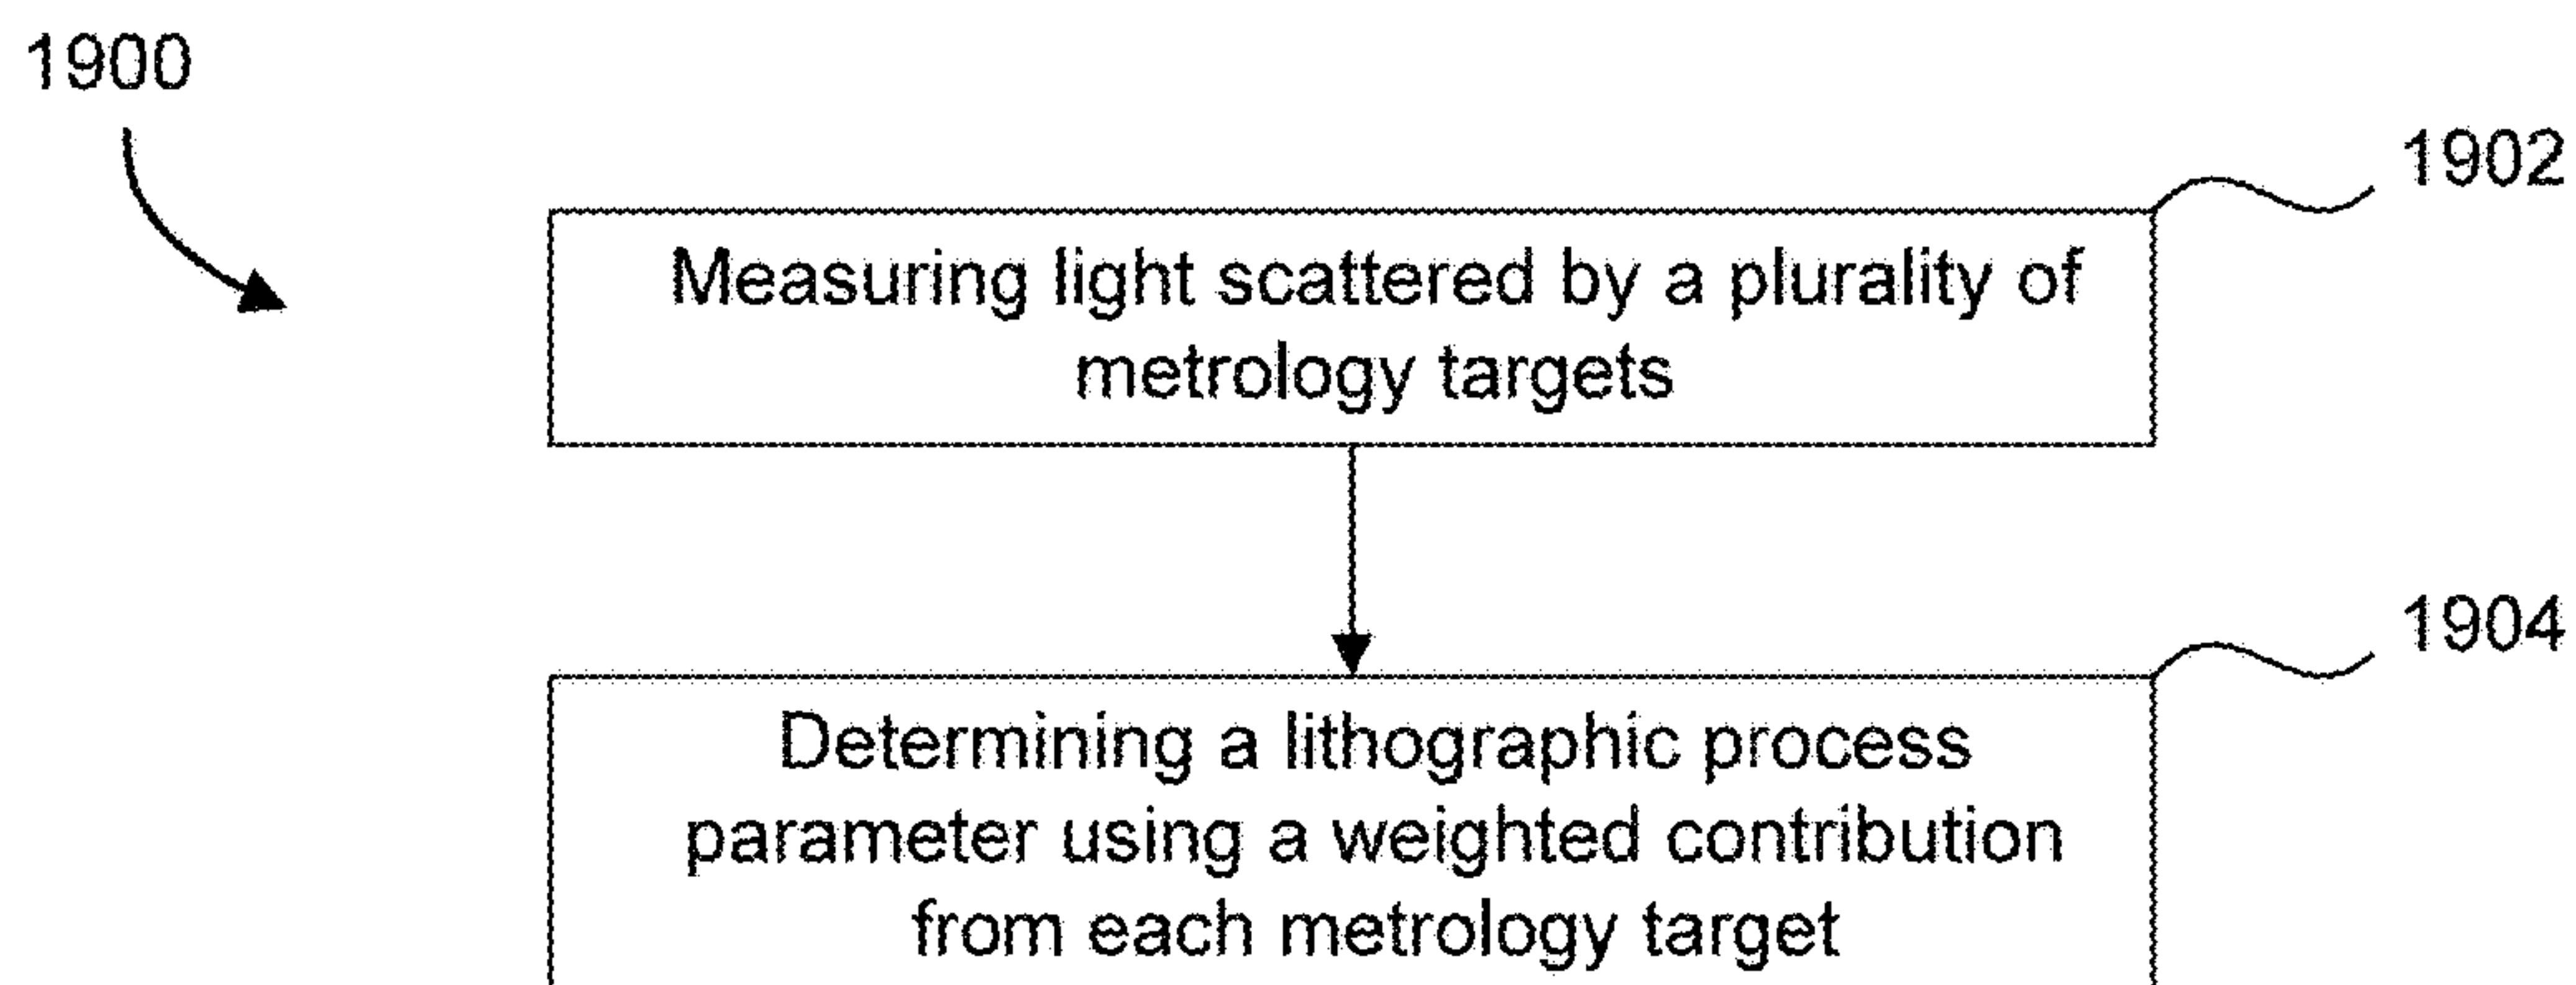 1900
1902
Measuring light scattered by a plurality of
metrology targets
1904
Determining a lithographic process
parameter using a weighted contribution
from each metrology target